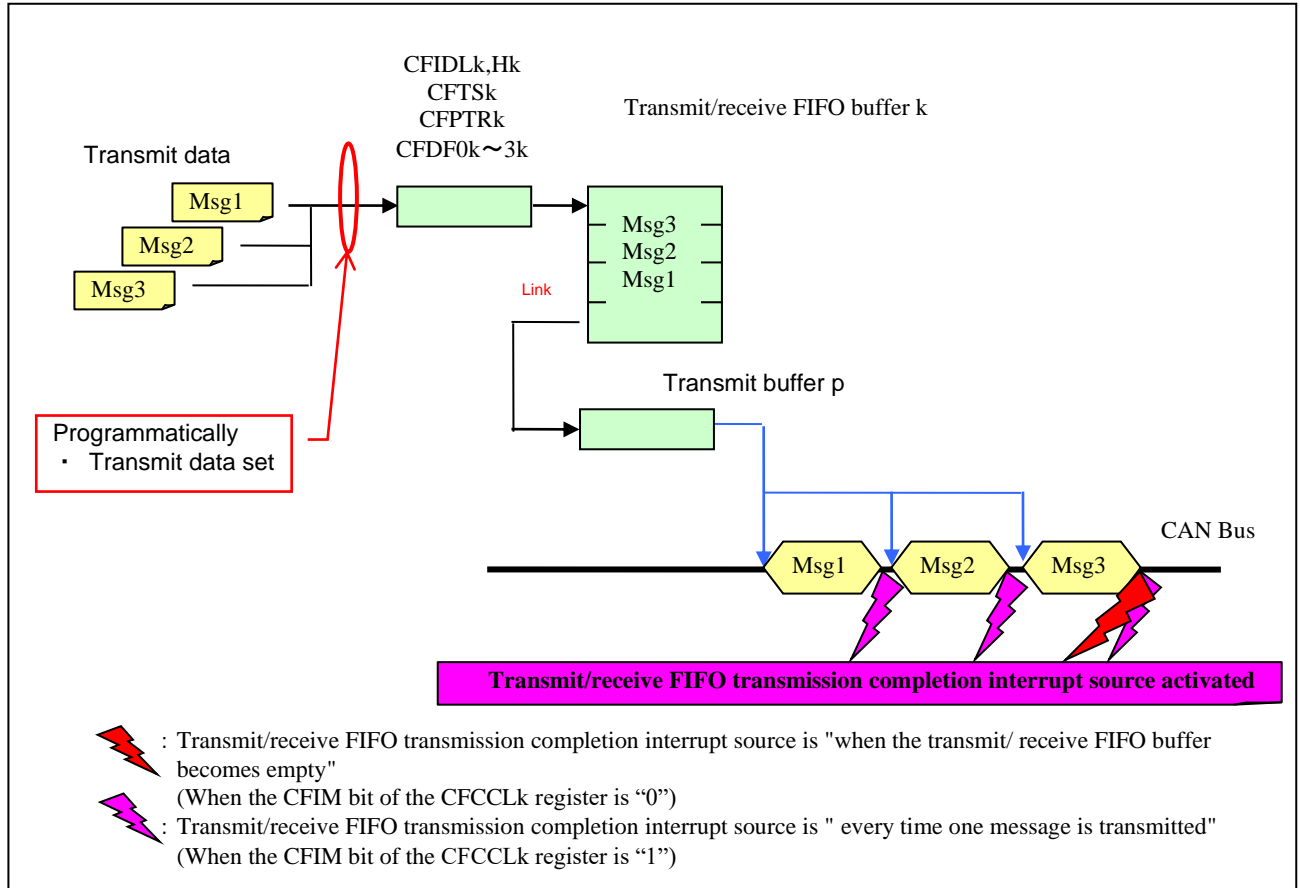 CFIDLk,Hk
CFTSk
CFPTRk
CFDF0k～3k
Transmit/receive FIFO buffer k
Transmit data
Msg1
Msg2
Msg3
Msg3
Msg2
Msg1
Link
Transmit buffer p
Programmatically
・ Transmit data set
CAN Bus
Msg1
Msg2
Msg3
Transmit/receive FIFO transmission completion interrupt source activated
: Transmit/receive FIFO transmission completion interrupt source is "when the transmit/ receive FIFO buffer
becomes empty"
(When the CFIM bit of the CFCCLk register is “0”)
: Transmit/receive FIFO transmission completion interrupt source is " every time one message is transmitted"
(When the CFIM bit of the CFCCLk register is “1”)